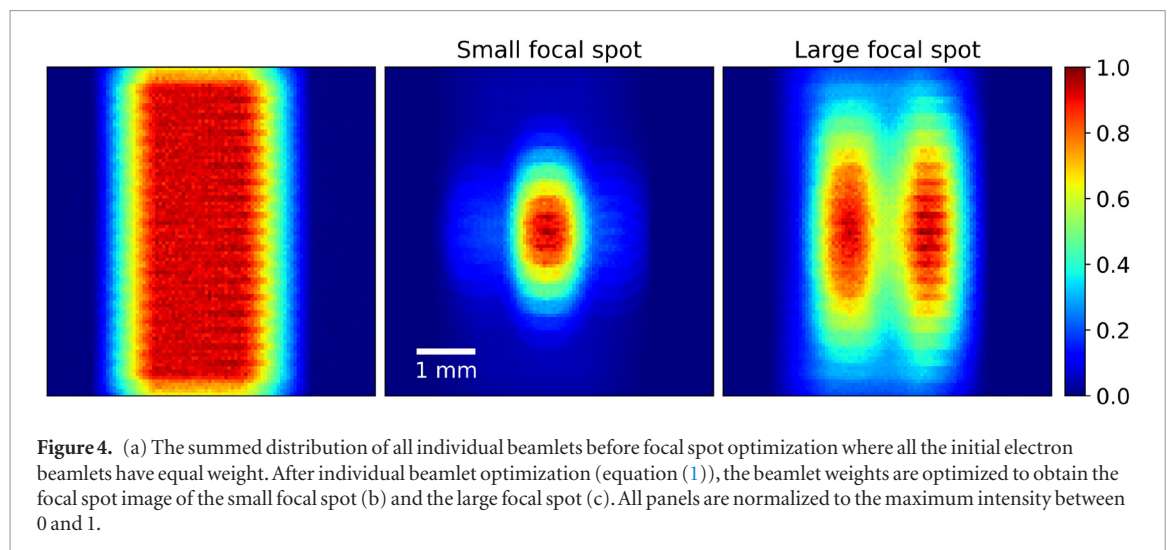 Small focal spot
Large focal spot
1.0
0.8
0.6
0.4
0.2
0.0
1 mm
Figure 4. (a) The summed distribution of all individual beamlets before focal spot optimization where all the initial electron
beamlets have equal weight. After individual beamlet optimization (equation (1)), the beamlet weights are optimized to obtain the
focal spot image of the small focal spot (b) and the large focal spot (c). All panels are normalized to the maximum intensity between
0 and 1.